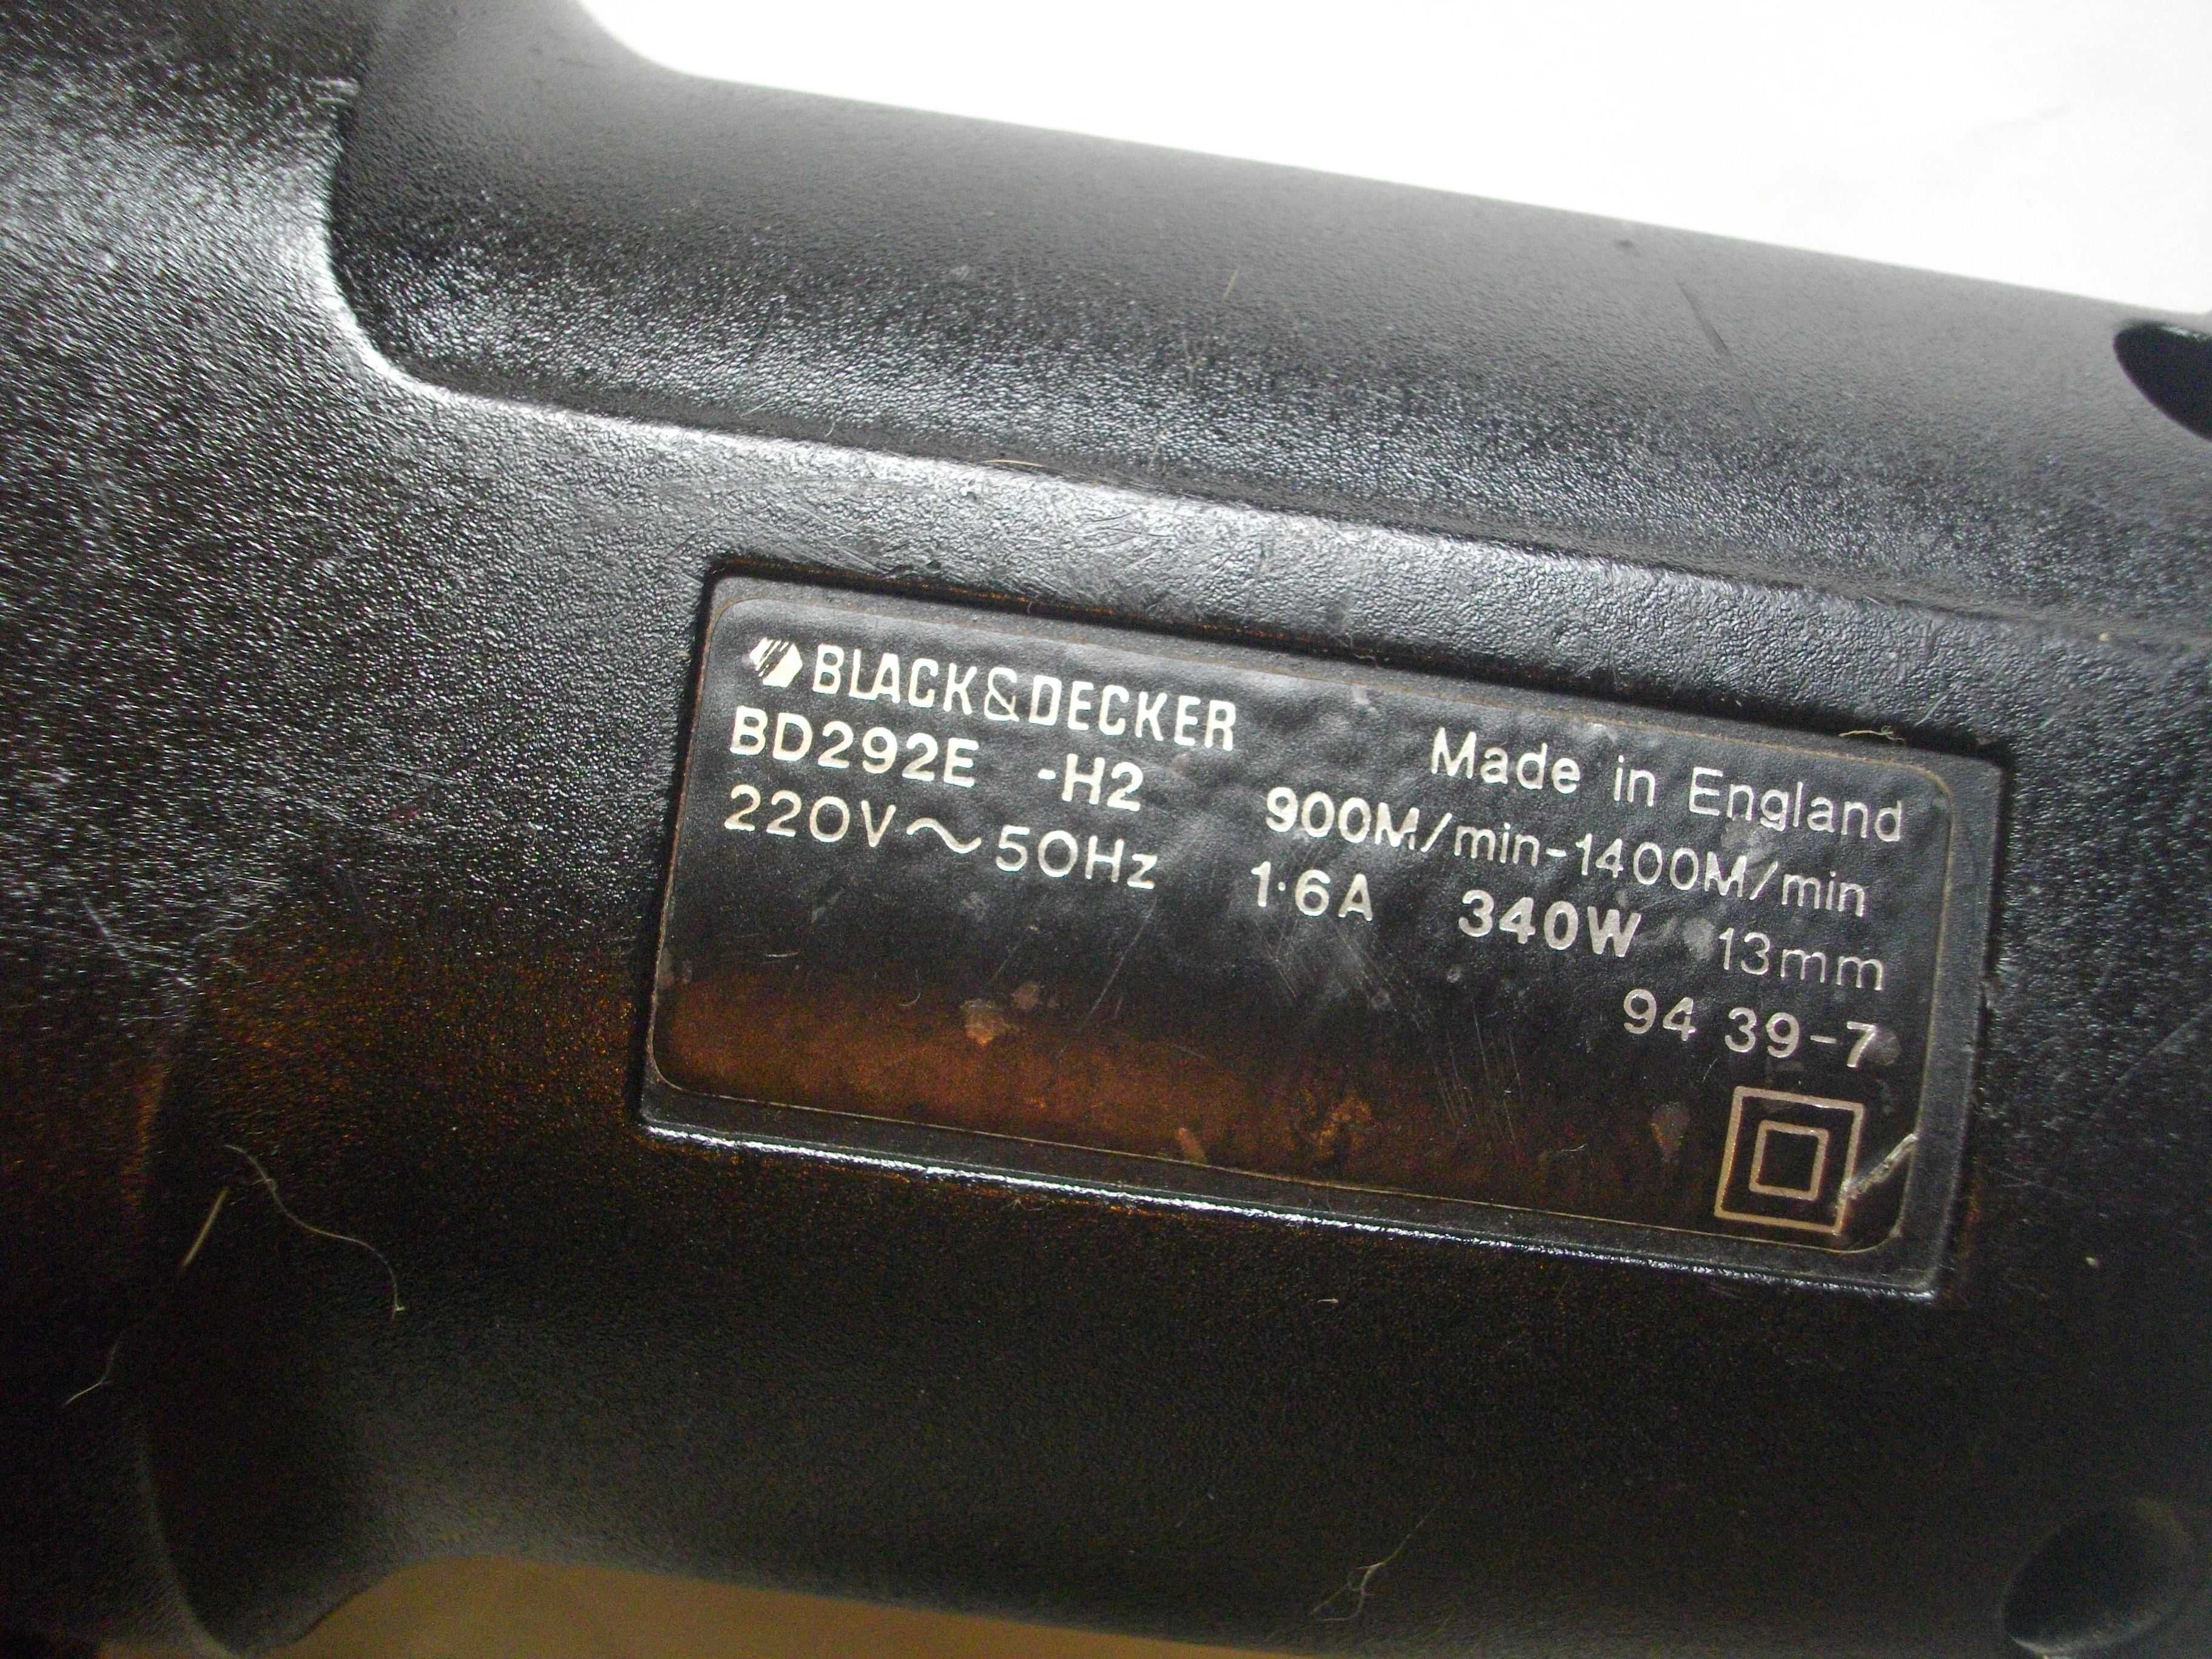 BLACK&DECKER
Made in England
BD292E -H2 900M/min-1400M/min
220V~50Hz 1·6A 340W 13mm
94 39-7